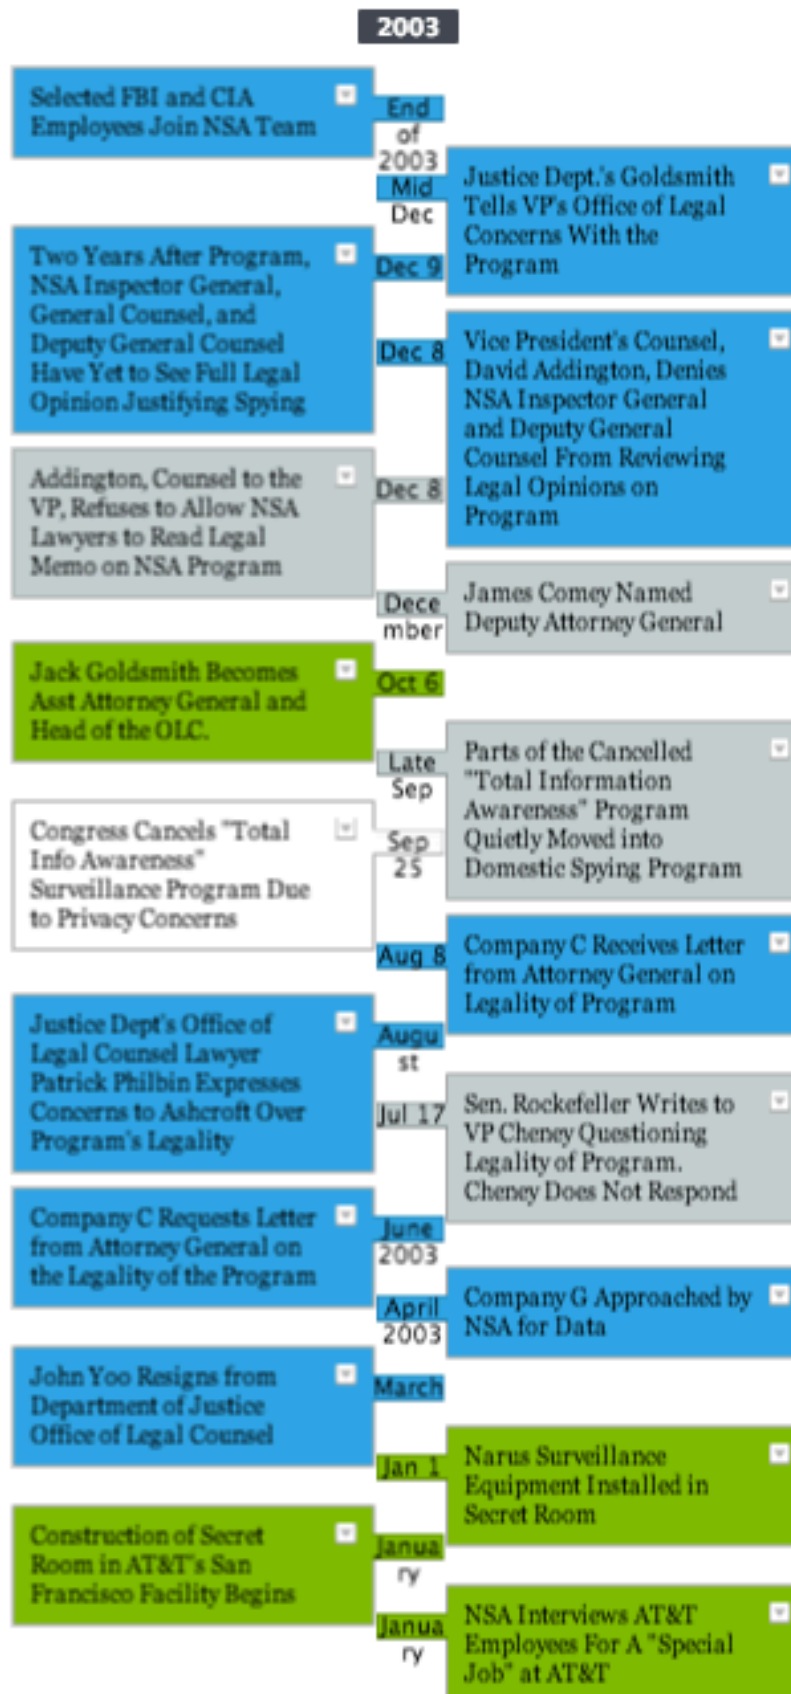 2003
Selected FBI and CIA
Employees Join NSA Team
End
of
2003
Mid
Dec
Justice Dept.'s Goldsmith
Tells VP's Office of Legal
Concerns With the
Program
Two Years After Program,
NSA Inspector General,
General Counsel, and
Deputy General Counsel
Have Yet to See Full Legal
Opinion Justifying Spying
Dec 9
Dec 8
Vice President's Counsel,
David Addington, Denies
NSA Inspector General
and Deputy General
Counsel From Reviewing
Legal Opinions on
Program
Addington, Counsel to the
VP, Refuses to Allow NSA
Lawyers to Read Legal
Memo on NSA Program
Dec 8
Dece
mber
James Comey Named
Deputy Attorney General
Jack Goldsmith Becomes
Asst Attorney General and
Head of the OLC.
Oct 6
Late
Sep
Parts of the Cancelled
"Total Information
Awareness" Program
Quietly Moved into
Domestic Spying Program
Congress Cancels "Total
Info Awareness"
Surveillance Program Due
to Privacy Concerns
Sep
25
Aug 8
Company C Receives Letter
from Attorney General on
Legality of Program
Justice Dept's Office of
Legal Counsel Lawyer
Patrick Philbin Expresses
Concerns to Ashcroft Over
Program's Legality
Augu
st
Jul 17
Sen. Rockefeller Writes to
VP Cheney Questioning
Legality of Program.
Cheney Does Not Respond
Company C Requests Letter
from Attorney General on
the Legality of the Program
June
2003
April
2003
Company G Approached by
NSA for Data
John Yoo Resigns from
Department of Justice
Office of Legal Counsel
March
Jan 1
Narus Surveillance
Equipment Installed in
Secret Room
Construction of Secret
Room in AT&T's San
Francisco Facility Begins
Janua
ry
Janua
ry
NSA Interviews AT&T
Employees For A "Special
Job" at AT&T